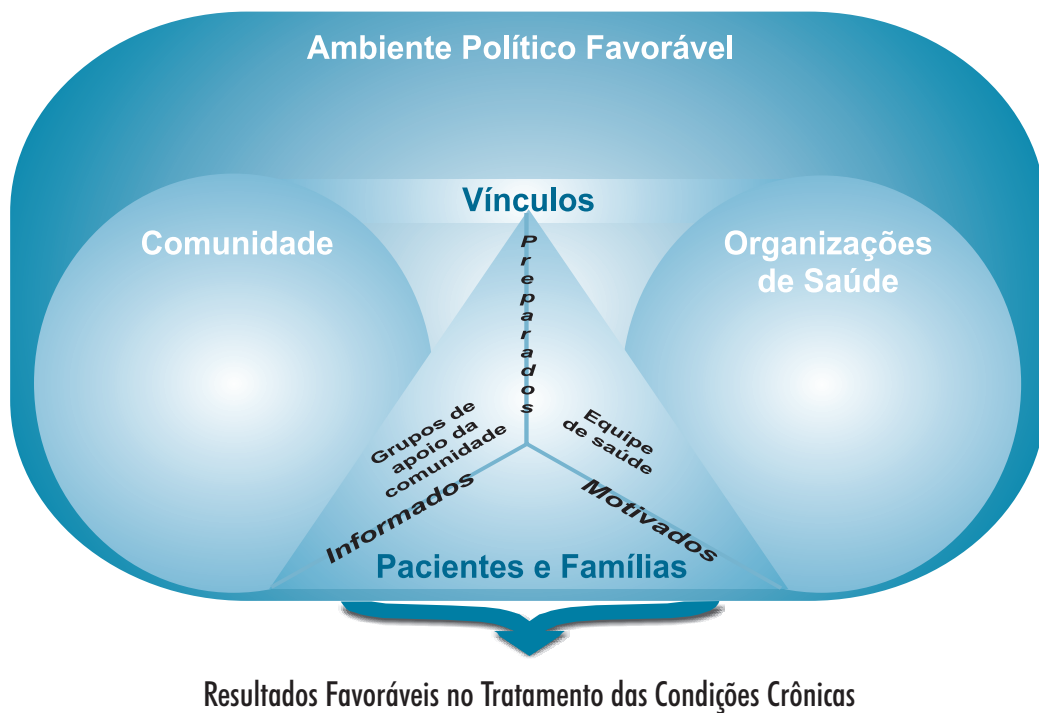 Ambiente Político Favorável
Vínculos
Comunidade
Organizações
de Saúde
Preparados
Grupos de
apoio da
comunidade
Equipe
de saúde
Informados
Motivados
Pacientes e Famílias
Resultados Favoráveis no Tratamento das Condições Crônicas